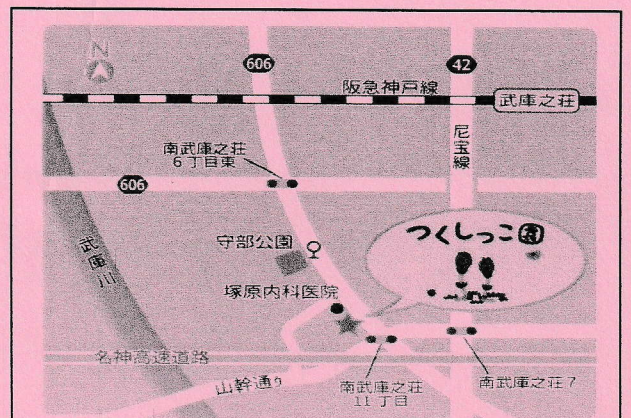 N
606
42
阪急神戸線
武庫之荘
南武庫之荘
6丁目東
尼宝線
606
武庫川
守部公園
つくしっこ園
塚原内科医院
名神高速道路
山幹通り
南武庫之荘
11丁目
南武庫之荘7